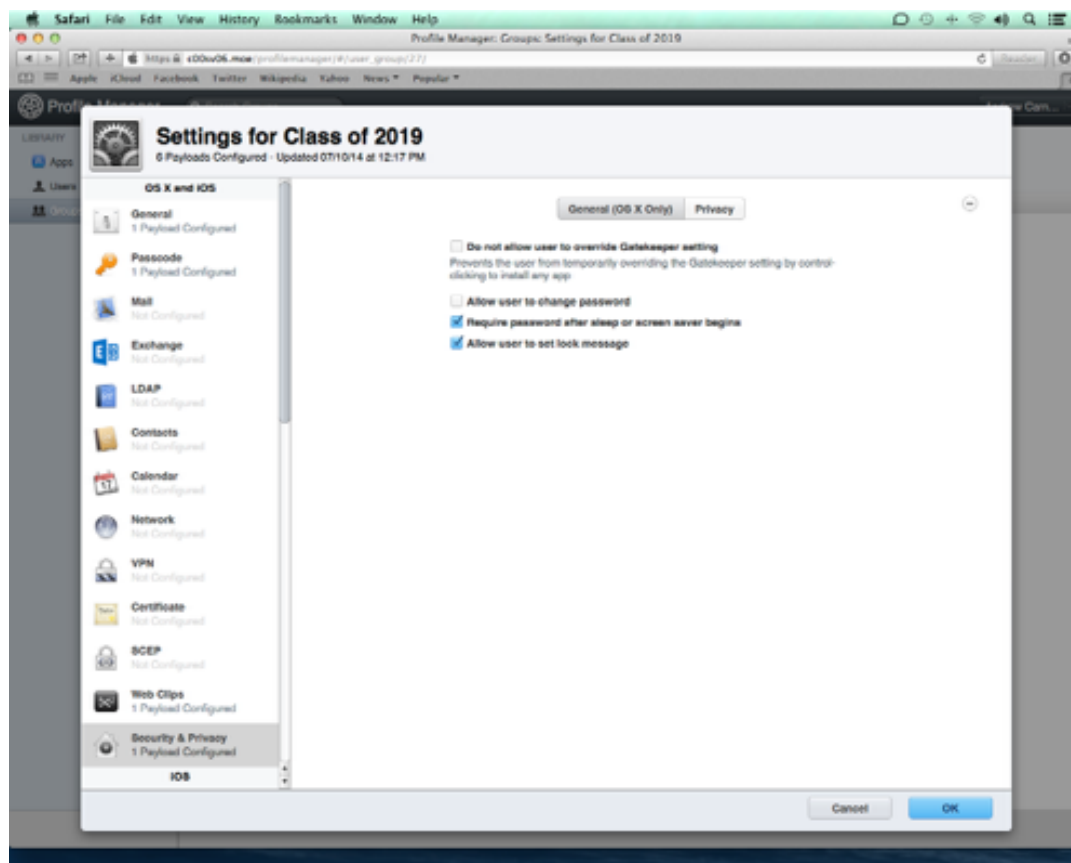 Safari File Edit View History Bookmarks Window Help
Profile Manager: Groups: Settings for Class of 2019
Reader
Apple iCloud Facebook Twitter Wikipedia Yahoo News Popular
LIBRARY
Apps
Users
Settings for Class of 2019
6 Payloads Configured - Updated 07/10/14 at 12:17 PM
OS X and iOS
General
1 Payload Configured
Passcode
1 Payload Configured
Mail
Not Configured
Exchange
Not Configured
LDAP
Not Configured
Contacts
Not Configured
Calendar
Not Configured
Network
Not Configured
VPN
Not Configured
Certificate
Not Configured
SCEP
Not Configured
Web Clips
1 Payload Configured
Security & Privacy
1 Payload Configured
iOS
General (OS X Only) Privacy
Do not allow user to override Gatekeeper setting
Prevents the user from temporarily overriding the Gatekeeper setting by control-
clicking to install any app
Allow user to change password
Require password after sleep or screen saver begins
Allow user to set lock message
Cancel OK